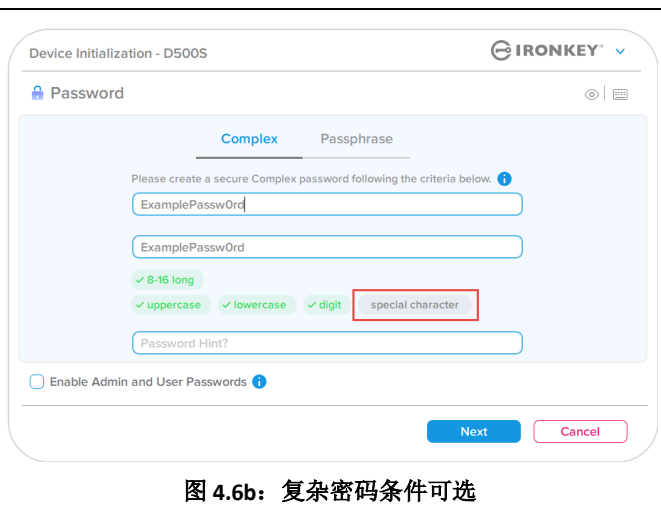 Device Initialization - D500S
IRONKEY™
Password
Complex Passphrase
Please create a secure Complex password following the criteria below.
ExamplePassw0rd
ExamplePassw0rd
✓ 8-16 long
✓ uppercase ✓ lowercase ✓ digit special character
Password Hint?
Enable Admin and User Passwords
Next Cancel
图 4.6b：复杂密码条件可选